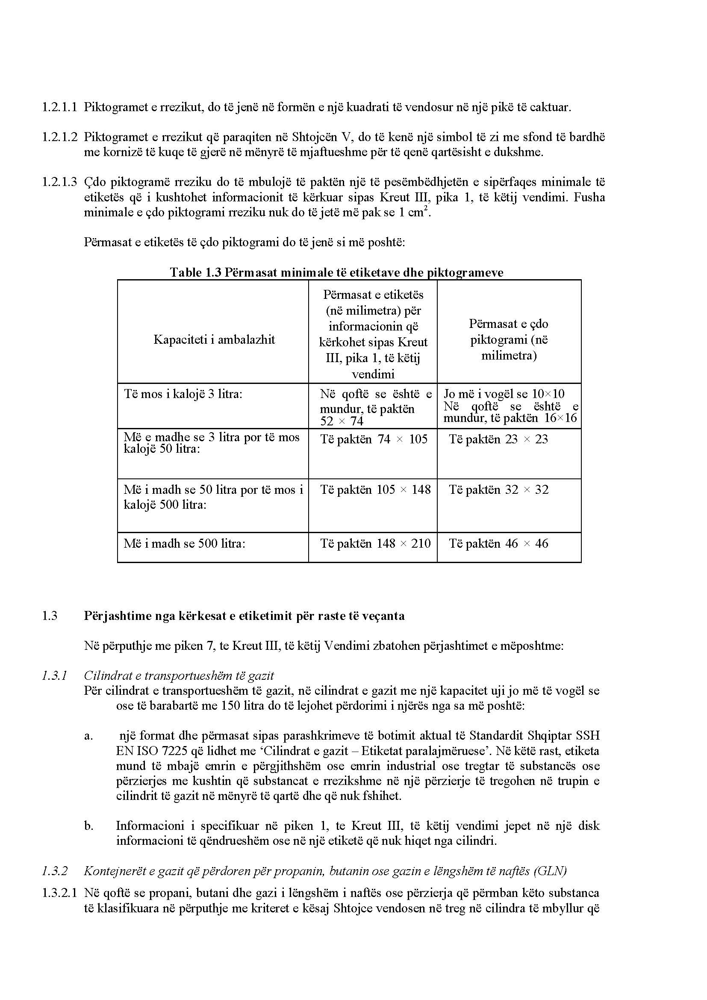 1.2.1.1 Piktogramet e rrezikut, do të jenë në formën e një kuadrati të vendosur në një pikë të caktuar.
1.2.1.2 Piktogramet e rrezikut që paraqiten në Shtojcën V, do të kenë një simbol të zi me sfond të bardhë
me kornizë të kuqe të gjerë në mënyrë të mjaftueshme për të qenë qartësisht e dukshme.
1.2.1.3 Çdo piktogramë rreziku do të mbulojë të paktën një të pesëmbëdhjetën e sipërfaqes minimale të
etiketës që i kushtohet informacionit të kërkuar sipas Kreut III, pika 1, të këtij vendimi. Fusha
minimale e çdo piktogrami rreziku nuk do të jetë më pak se 1 cm².
Përmasat e etiketës të çdo piktogrami do të jenë si më poshtë:
Table 1.3 Përmasat minimale të etiketave dhe piktogrameve
Kapaciteti i ambalazhit
Përmasat e etiketës
(në milimetra) për
informacionin që
kërkohet sipas Kreut
III, pika 1, të këtij
vendimi
Përmasat e çdo
piktogrami (në
milimetra)
Të mos i kalojë 3 litra:
Në qoftë se është e
mundur, të paktën
52 × 74
Jo më i vogël se 10×10
Në qoftë se është e
mundur, të paktën 16×16
Më e madhe se 3 litra por të mos
kalojë 50 litra:
Të paktën 74 × 105
Të paktën 23 × 23
Më i madh se 50 litra por të mos i
kalojë 500 litra:
Të paktën 105 × 148
Të paktën 32 × 32
Më i madh se 500 litra:
Të paktën 148 × 210
Të paktën 46 × 46
1.3 Përjashtime nga kërkesat e etiketimit për raste të veçanta
Në përputhje me piken 7, te Kreut III, të këtij Vendimi zbatohen përjashtimet e mëposhtme:
1.3.1 Cilindrat e transportueshëm të gazit
Për cilindrat e transportueshëm të gazit, në cilindrat e gazit me një kapacitet uji jo më të vogël se
ose të barabartë me 150 litra do të lejohet përdorimi i njërës nga sa më poshtë:
a. një format dhe përmasat sipas parashkrimeve të botimit aktual të Standardit Shqiptar SSH
EN ISO 7225 që lidhet me ‘Cilindrat e gazit – Etiketat paralajmëruese’. Në këtë rast, etiketa
mund të mbajë emrin e përgjithshëm ose emrin industrial ose tregtar të substancës ose
përzierjes me kushtin që substancat e rrezikshme në një përzierje të tregohen në trupin e
cilindrit të gazit në mënyrë të qartë dhe që nuk fshihet.
b. Informacioni i specifikuar në piken 1, te Kreut III, të këtij vendimi jepet në një disk
informacioni të qëndrueshëm ose në një etiketë që nuk hiqet nga cilindri.
1.3.2 Kontejnerët e gazit që përdoren për propanin, butanin ose gazin e lëngshëm të naftës (GLN)
1.3.2.1 Në qoftë se propani, butani dhe gazi i lëngshëm i naftës ose përzierja që përmban këto substanca
të klasifikuara në përputhje me kriteret e kësaj Shtojce vendosen në treg në cilindra të mbyllur që